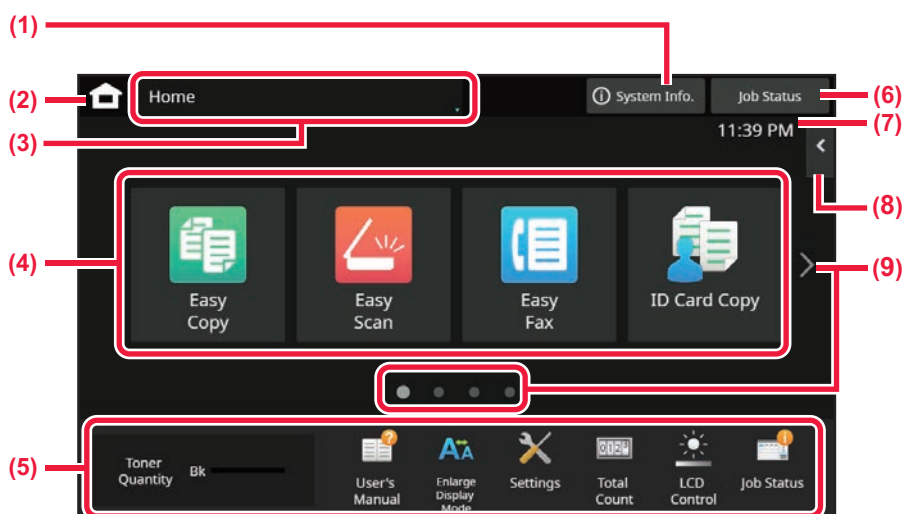 (1)
(2)
Home
System Info.
Job Status
(6)
(3)
11:39 PM
(7)
(8)
(4)
Easy
Copy
Easy
Scan
Easy
Fax
ID Card Copy
(9)
(5)
Toner
Quantity
Bk
User's
Manual
Enlarge
Display
Mode
Settings
Total
Count
LCD
Control
Job Status